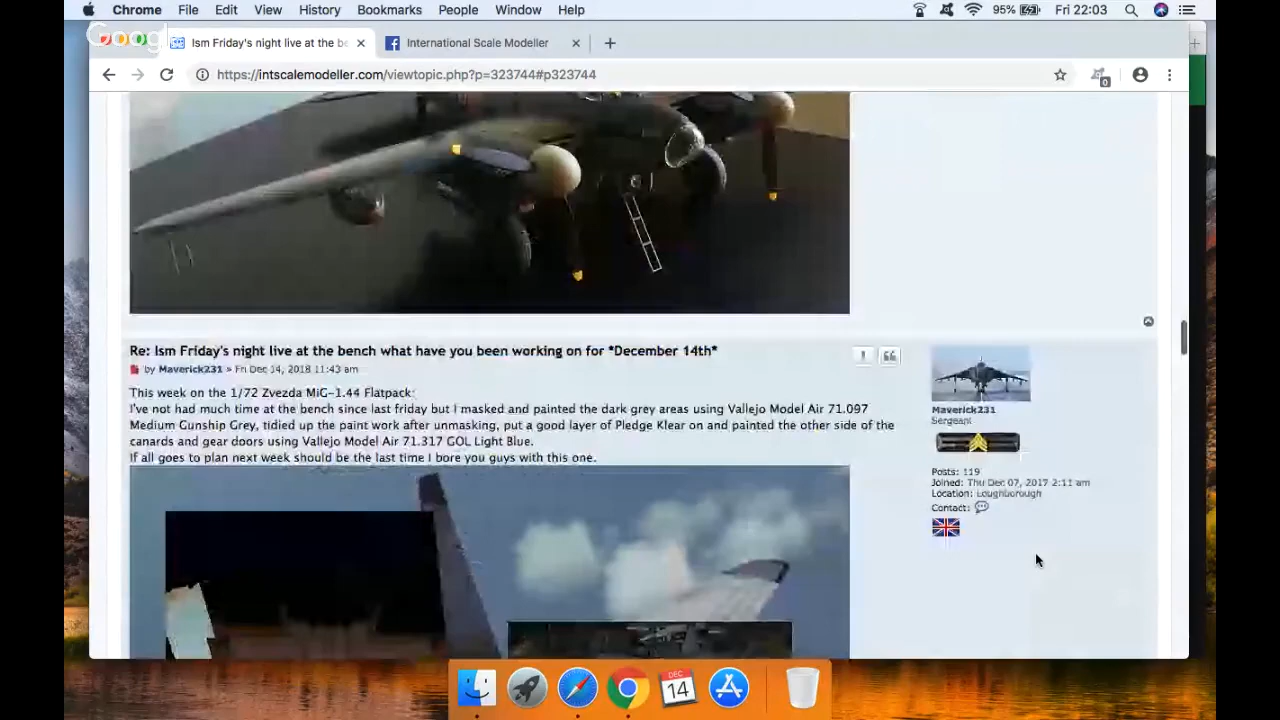 Chrome File Edit View History Bookmarks People Window Help 95% Fri 22:03
Google
Ism Friday's night live at the be International Scale Modeller
https://intscalemodeller.com/viewtopic.php?p=323744#p323744
0
Re: Ism Friday's night live at the bench what have you been working on for *December 14th*
by Maverick231 » Fri Dec 14, 2018 11:43 am
This week on the 1/72 Zvezda MiG-1.44 Flatpack:
I've not had much time at the bench since last friday but I masked and painted the dark grey areas using Vallejo Model Air 71.097
Medium Gunship Grey, tidied up the paint work after unmasking, put a good layer of Pledge Klear on and painted the other side of the
canards and gear doors using Vallejo Model Air 71.317 GOL Light Blue.
If all goes to plan next week should be the last time I bore you guys with this one.
Maverick231
Sergeant
Posts: 119
Joined: Thu Dec 07, 2017 2:11 am
Location: Loughborough
Contact:
DEC
14